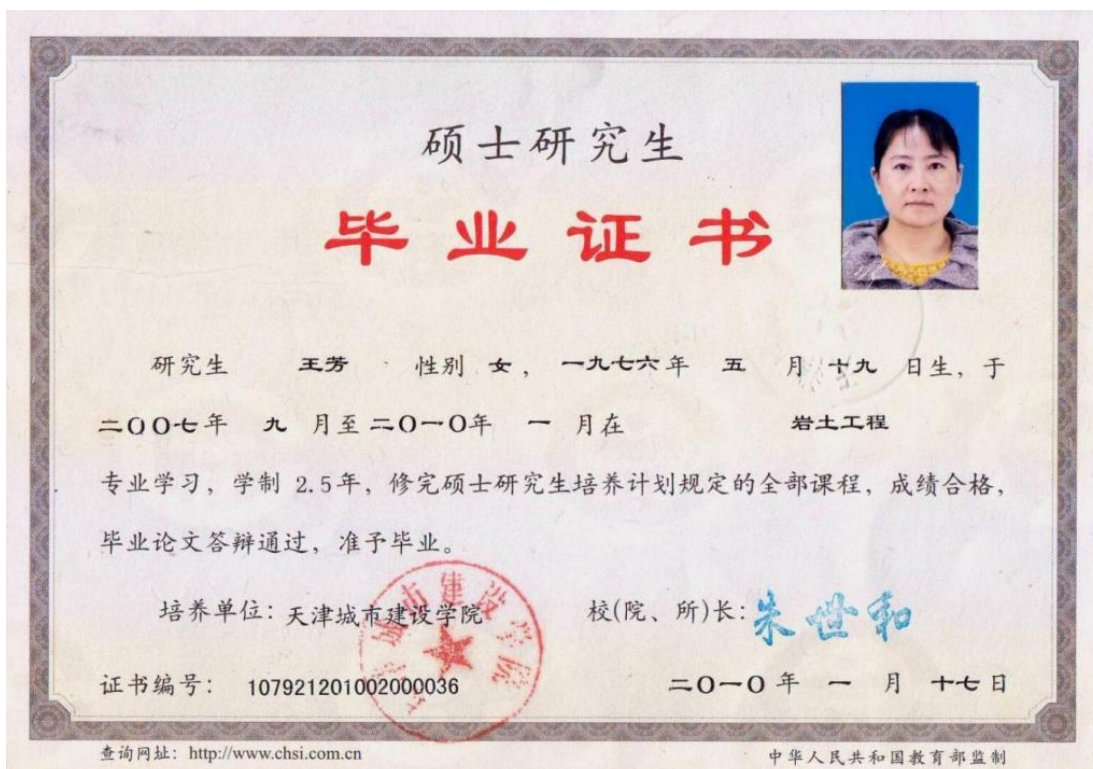 硕士研究生
毕业证书
研究生 王芳 性别 女, 一九七六年 五 月 十九 日生, 于
二OO七年 九 月至 二O一O年 一 月在 岩土工程
专业学习, 学制 2.5年, 修完硕士研究生培养计划规定的全部课程, 成绩合格,
毕业论文答辩通过, 准予毕业。
培养单位: 天津城市建设学院 校(院、所)长: 朱世和
城市建设学院
证书编号: 107921201002000036 二O一O 年 一 月 十七 日
查询网址: http://www.chsi.com.cn 中华人民共和国教育部监制